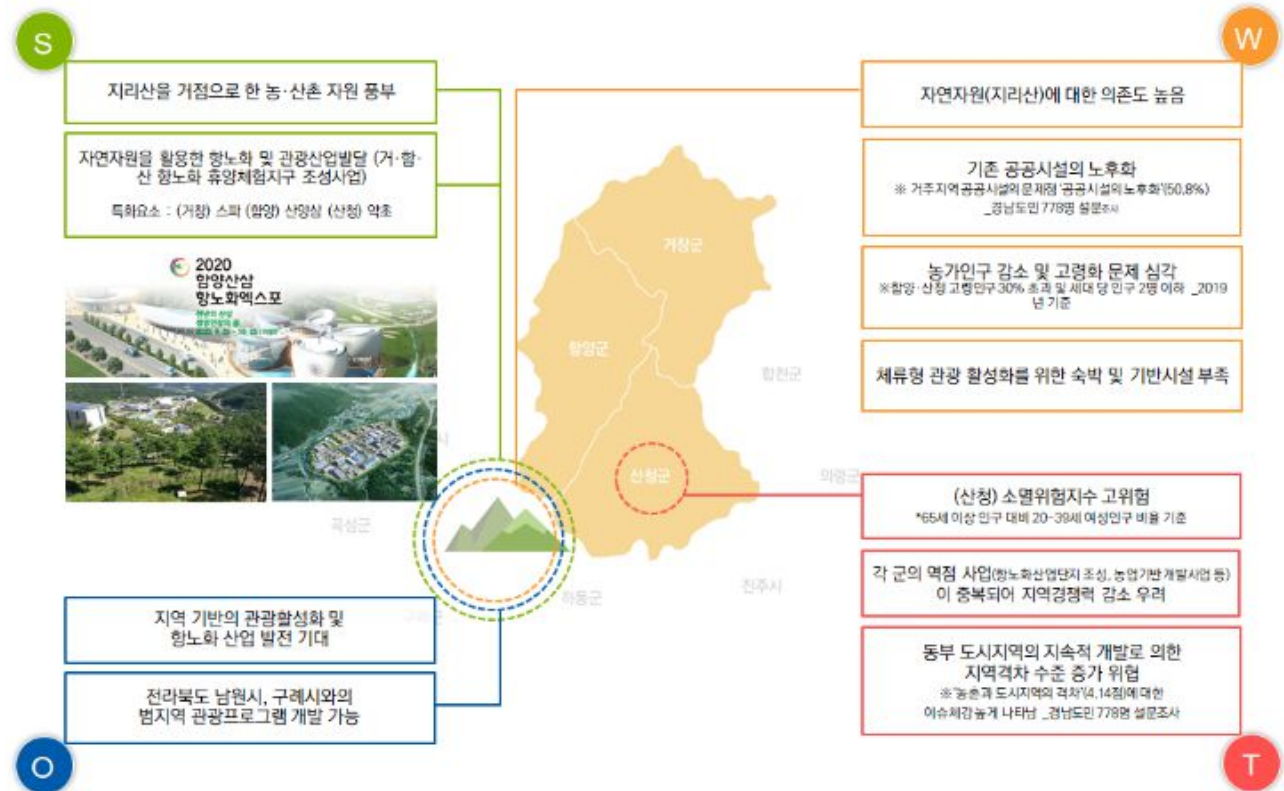 S
지리산을 거점으로 한 농·산촌 자원 풍부
자연자원을 활용한 항노화 및 관광산업발달 (거·함·
산 항노화 휴양체험지구 조성사업)
특화요소 : (거창) 스파 (함양) 산양삼 (산청) 약초
2020
함양산삼
항노화엑스포
W
자연자원(지리산)에 대한 의존도 높음
기존 공공시설의 노후화
※ 거주지역 공공시설의 문제점 '공공시설의 노후화'(50.8%)
_경남도민 778명 설문조사
농가인구 감소 및 고령화 문제 심각
※함양·산청 고령인구 30% 초과 및 세대 당 인구 2명 이하 _2019
년 기준
체류형 관광 활성화를 위한 숙박 및 기반시설 부족
거창군
함양군
합천군
산청군
의령군
곡성군
진주시
하동군
O
지역 기반의 관광활성화 및
항노화 산업 발전 기대
전라북도 남원시, 구례시와의
범지역 관광프로그램 개발 가능
T
(산청) 소멸위험지수 고위험
*65세 이상 인구 대비 20-39세 여성인구 비율 기준
각 군의 역점 사업(항노화산업단지 조성, 농업기반 개발사업 등)
이 중복되어 지역경쟁력 감소 우려
동부 도시지역의 지속적 개발로 의한
지역격차 수준 증가 위협
※'농촌과 도시지역의 격차'(4.14점)에 대한
이슈체감 높게 나타남 _경남도민 778명 설문조사